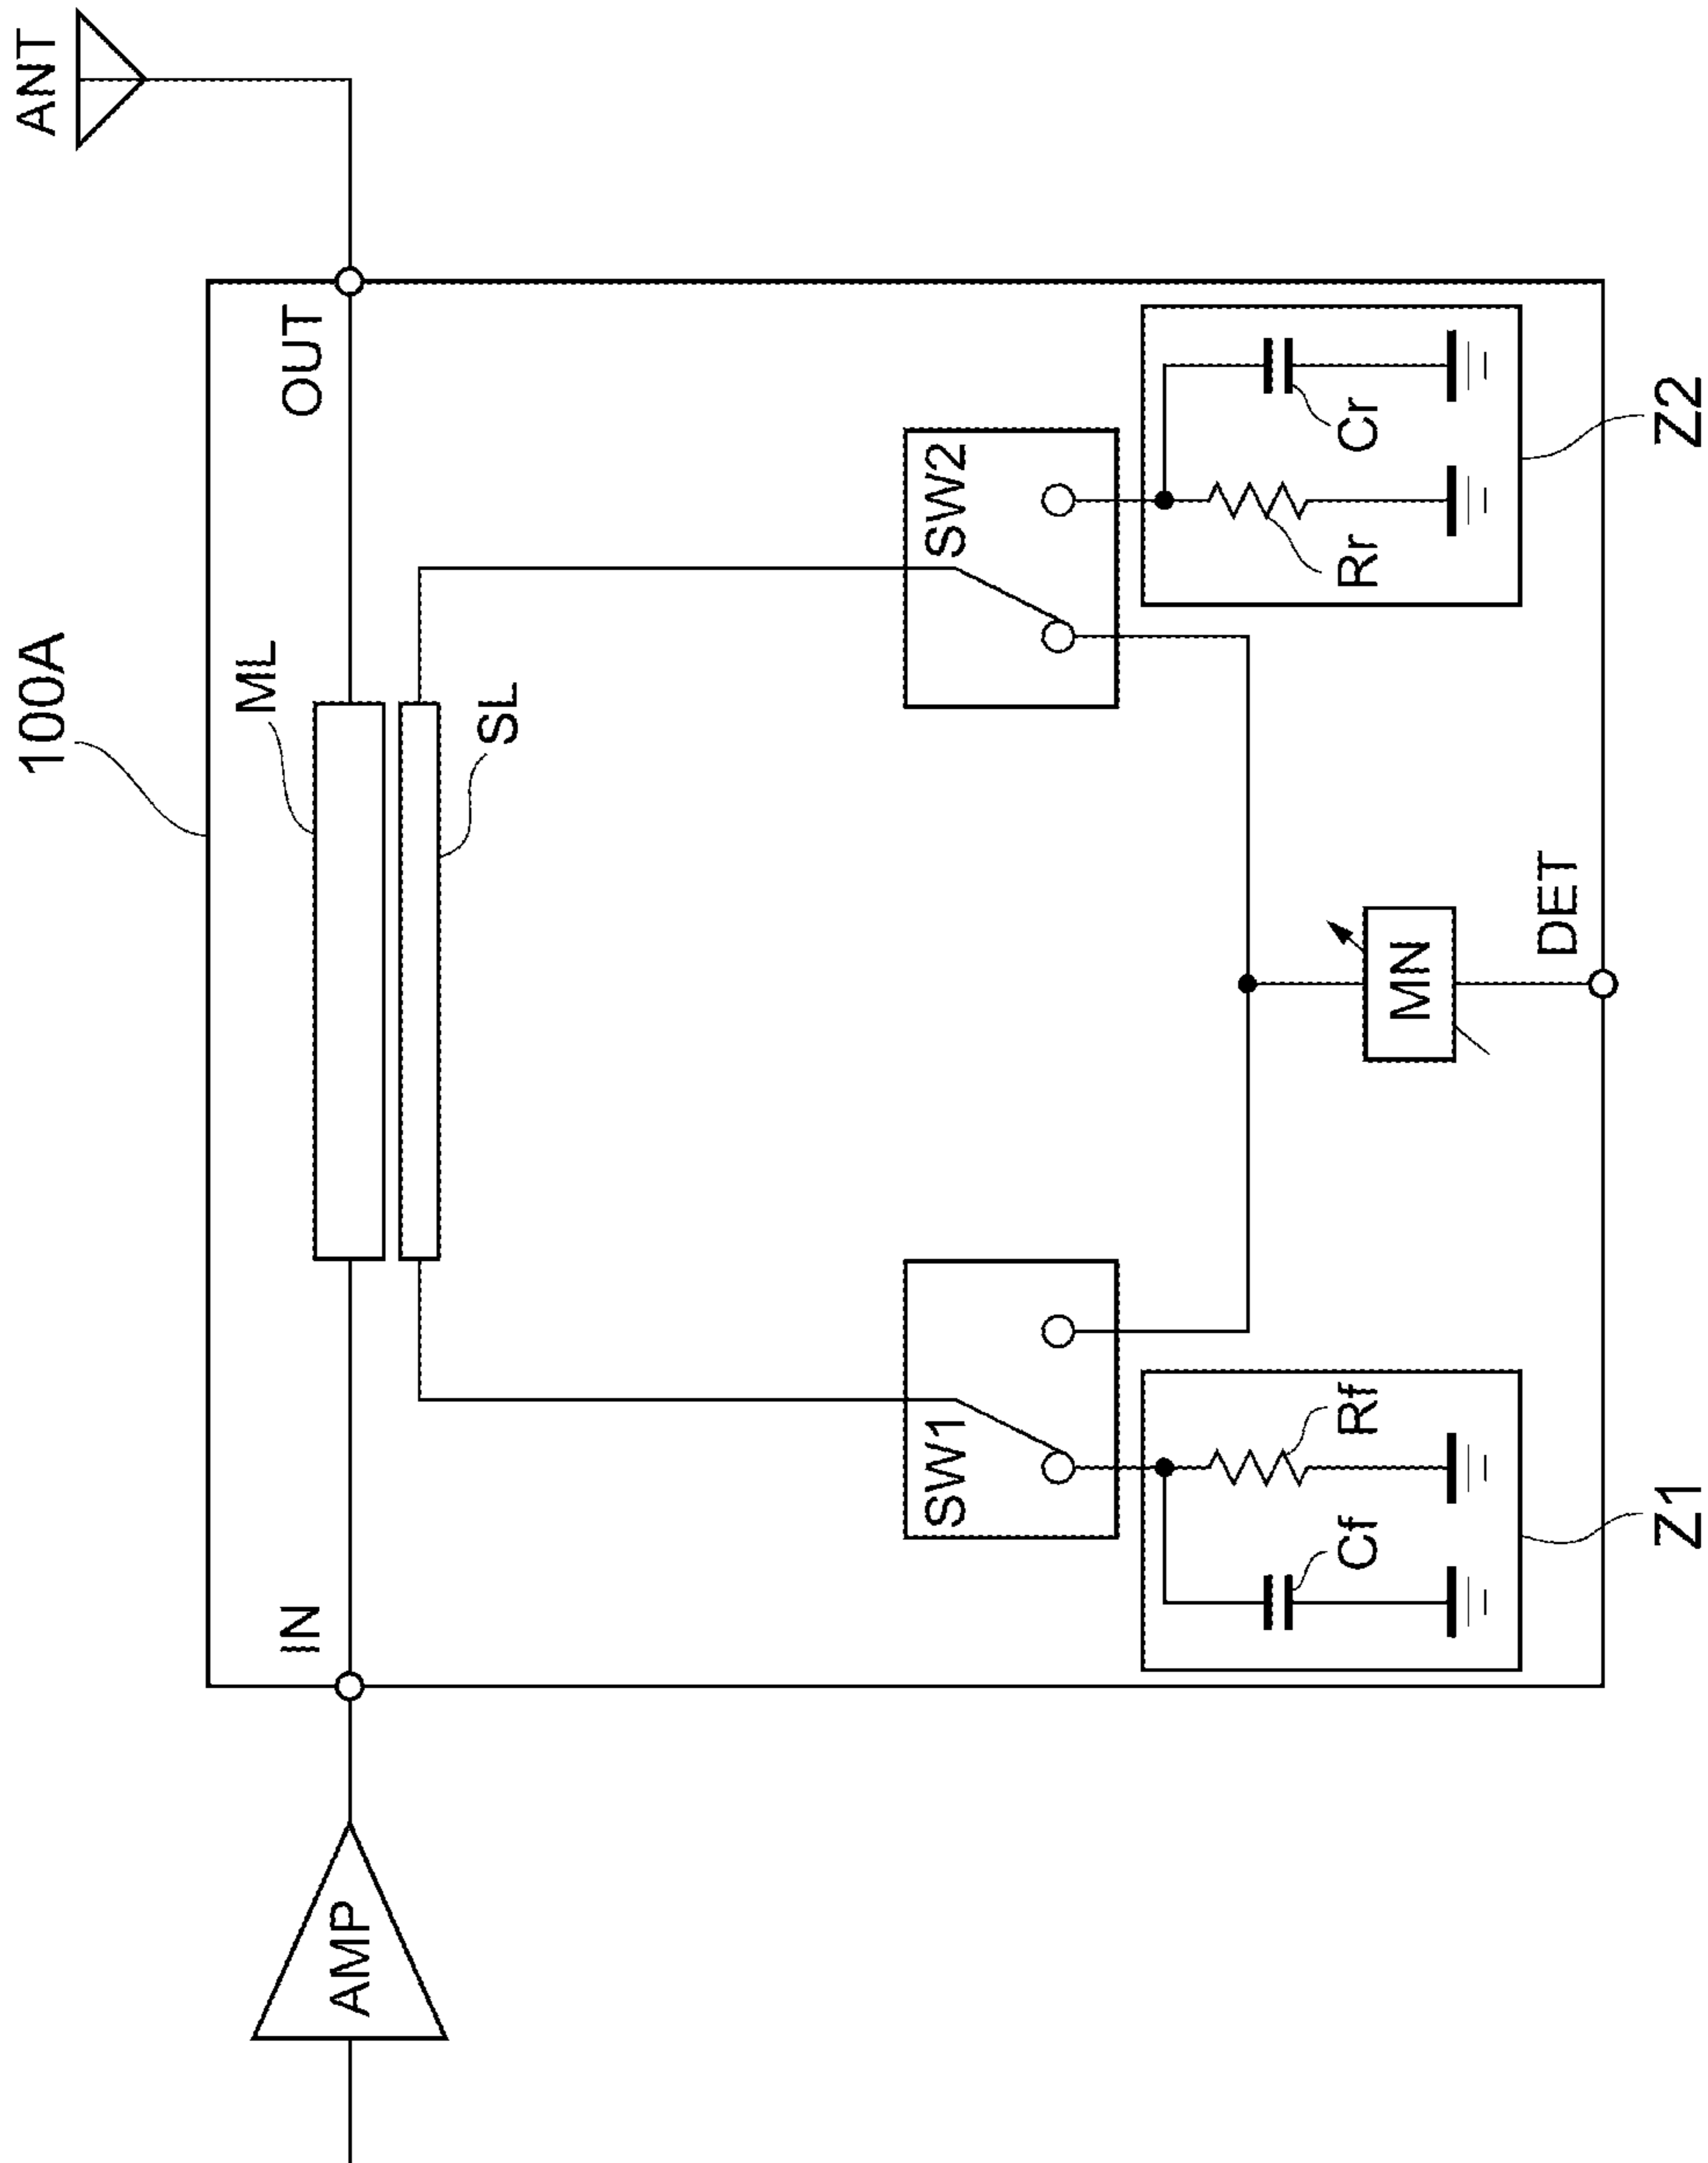 100A
ANT
AMP
IN
ML
OUT
SL
SW1
SW2
Cf
Rf
MN
Rr
Cr
DET
Z1
Z2